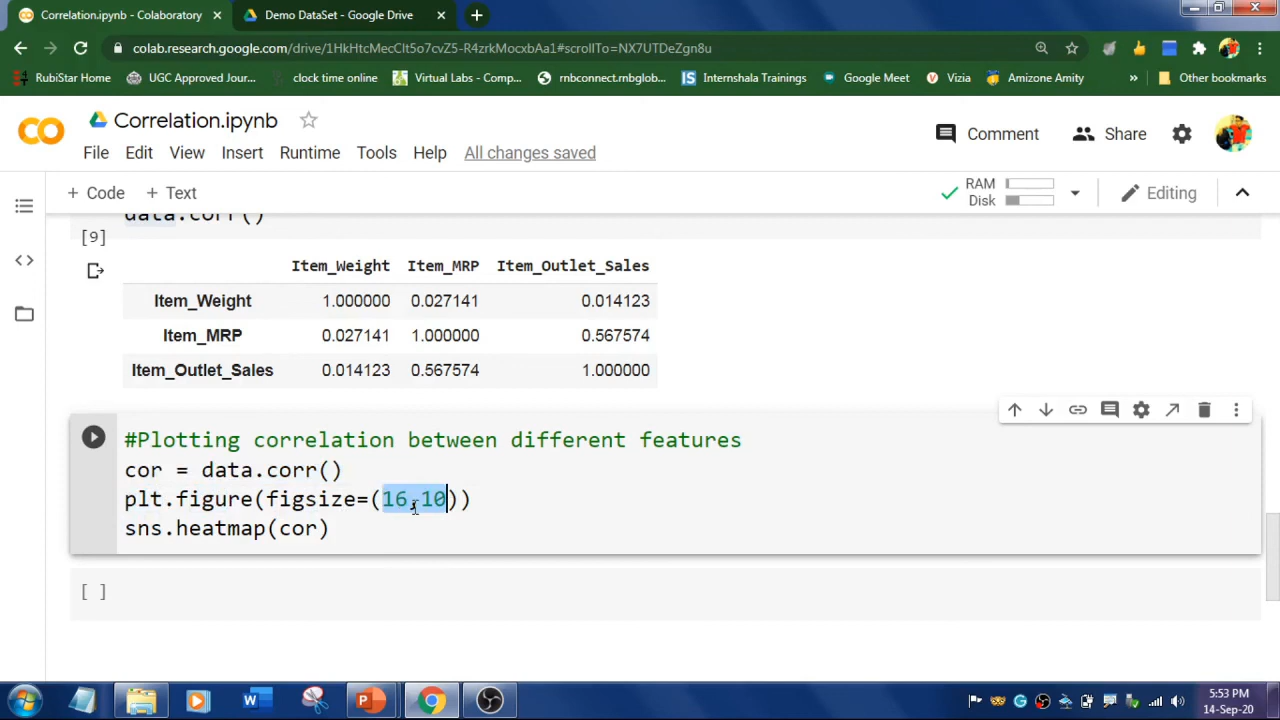 Correlation.ipynb - Colaboratory
Demo DataSet - Google Drive
colab.research.google.com/drive/1HkHtcMecCIt5o7cvZ5-R4zrkMocxbAa1#scrollTo=NX7UTDeZgn8u
RubiStar Home
UGC Approved Jour...
clock time online
Virtual Labs - Comp...
rnbconnect.rnbglob...
Internshala Trainings
Google Meet
Vizia
Amizone Amity
»
Other bookmarks
CO
Correlation.ipynb
Comment
Share
File Edit View Insert Runtime Tools Help All changes saved
+ Code + Text
RAM
Disk
Editing
data.corr()
[9]
Item_Weight Item_MRP Item_Outlet_Sales
Item_Weight 1.000000 0.027141 0.014123
Item_MRP 0.027141 1.000000 0.567574
Item_Outlet_Sales 0.014123 0.567574 1.000000
#Plotting correlation between different features
cor = data.corr()
plt.figure(figsize=(16,10))
sns.heatmap(cor)
[ ]
5:53 PM
14-Sep-20